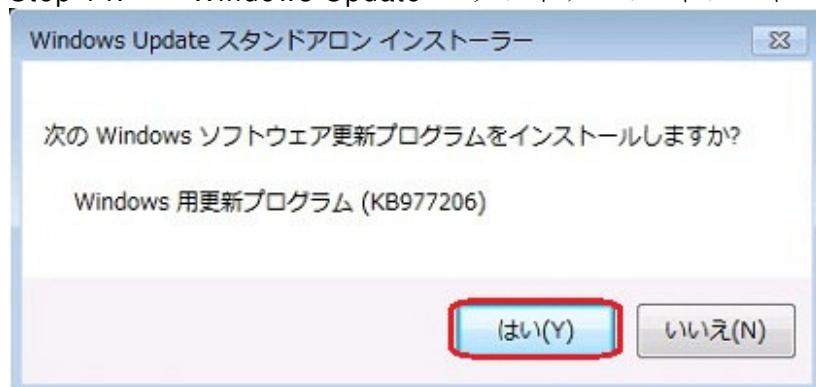 Windows Update スタンドアロン インストーラー
次の Windows ソフトウェア更新プログラムをインストールしますか?
Windows 用更新プログラム (KB977206)
はい(Y) いいえ(N)